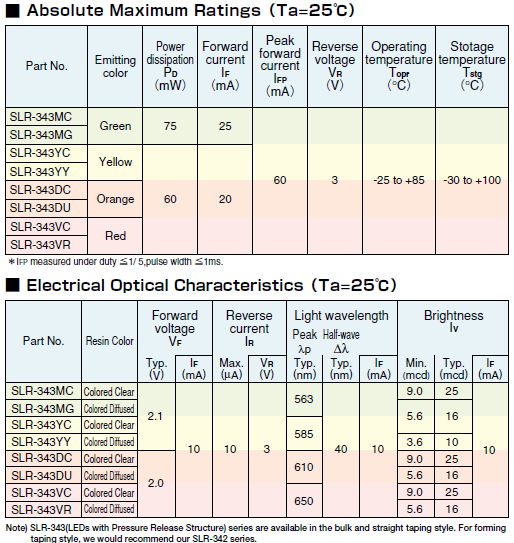 ■ Absolute Maximum Ratings (Ta=25℃)
Part No. Emitting color Power dissipation PD (mW) Forward current IF (mA) Peak forward current IFP (mA) Reverse voltage VR (V) Operating temperature Topr (°C) Stotage temperature Tstg (°C)
SLR-343MC Green 75 25 60 3 -25 to +85 -30 to +100
SLR-343MG
SLR-343YC Yellow 60 20
SLR-343YY
SLR-343DC Orange
SLR-343DU
SLR-343VC Red
SLR-343VR
*IFP measured under duty ≦1/5,pulse width ≦1ms.
■ Electrical Optical Characteristics (Ta=25℃)
Part No. Resin Color Forward voltage VF Reverse current IR Light wavelength Brightness IV
Peak λp Half-wave Δλ
Typ. (V) IF (mA) Max. (μA) VR (V) Typ. (nm) Typ. (nm) IF (mA) Min. (mcd) Typ. (mcd) IF (mA)
SLR-343MC Colored Clear 2.1 10 10 3 563 40 10 9.0 25 10
SLR-343MG Colored Diffused 5.6 16
SLR-343YC Colored Clear 585
SLR-343YY Colored Diffused 3.6 10
SLR-343DC Colored Clear 2.0 610 9.0 25
SLR-343DU Colored Diffused 5.6 16
SLR-343VC Colored Clear 650 9.0 25
SLR-343VR Colored Diffused 5.6 16
Note) SLR-343(LEDs with Pressure Release Structure) series are available in the bulk and straight taping style. For forming
taping style, we would recommend our SLR-342 series.